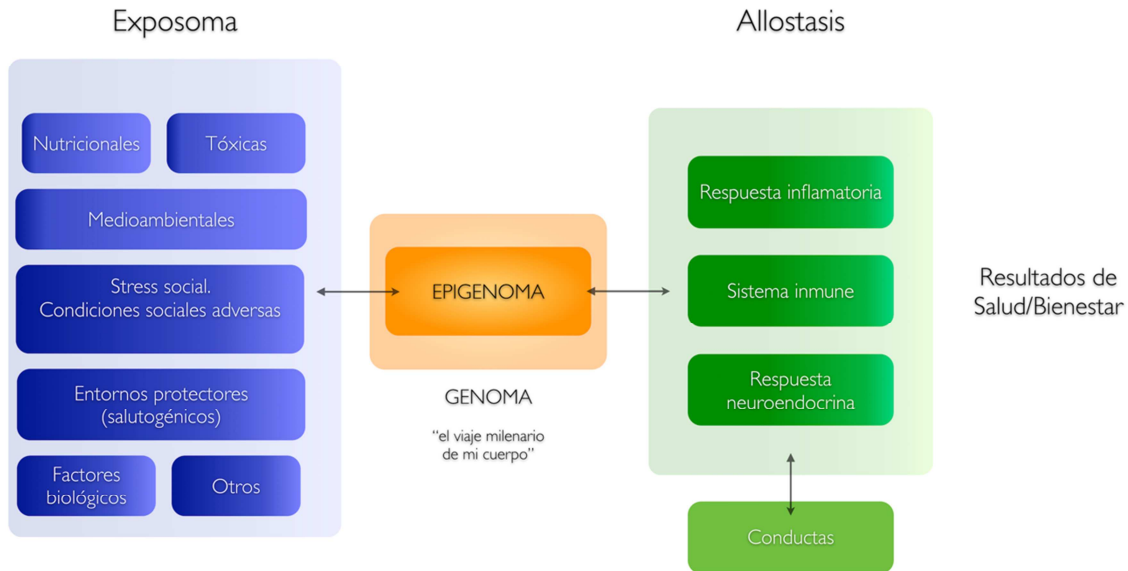 Exposoma
Allostasis
Nutricionales
Tóxicas
Medioambientales
Stress social.
Condiciones sociales adversas
Entornos protectores
(salutogénicos)
Factores
biológicos
Otros
EPIGENOMA
GENOMA
“el viaje milenario
de mi cuerpo”
Respuesta inflamatoria
Sistema inmune
Respuesta
neuroendocrina
Conductas
Resultados de
Salud/Bienestar